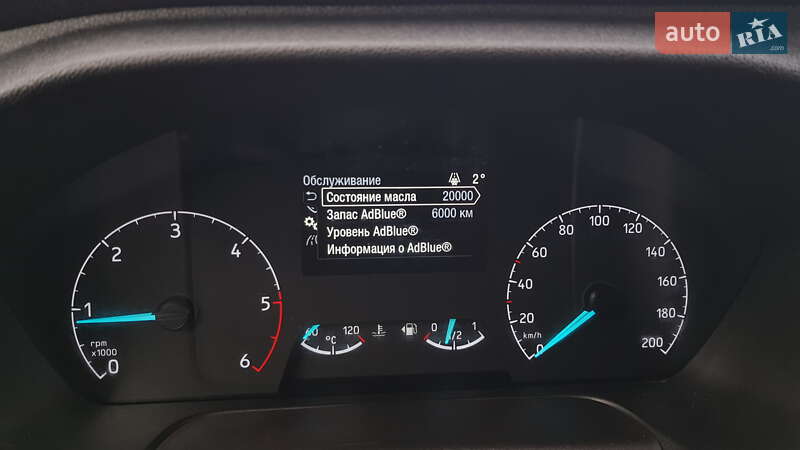 auto RIA .com
Обслуживание 2°
Состояние масла 20000
Запас AdBlue® 6000 км
Уровень AdBlue®
Информация о AdBlue®
0 1 2 3 4 5 6
rpm
x1000
60 120
°C
0 1/2 1
0 20 60 80 100 120 140 160 180 200
km/h